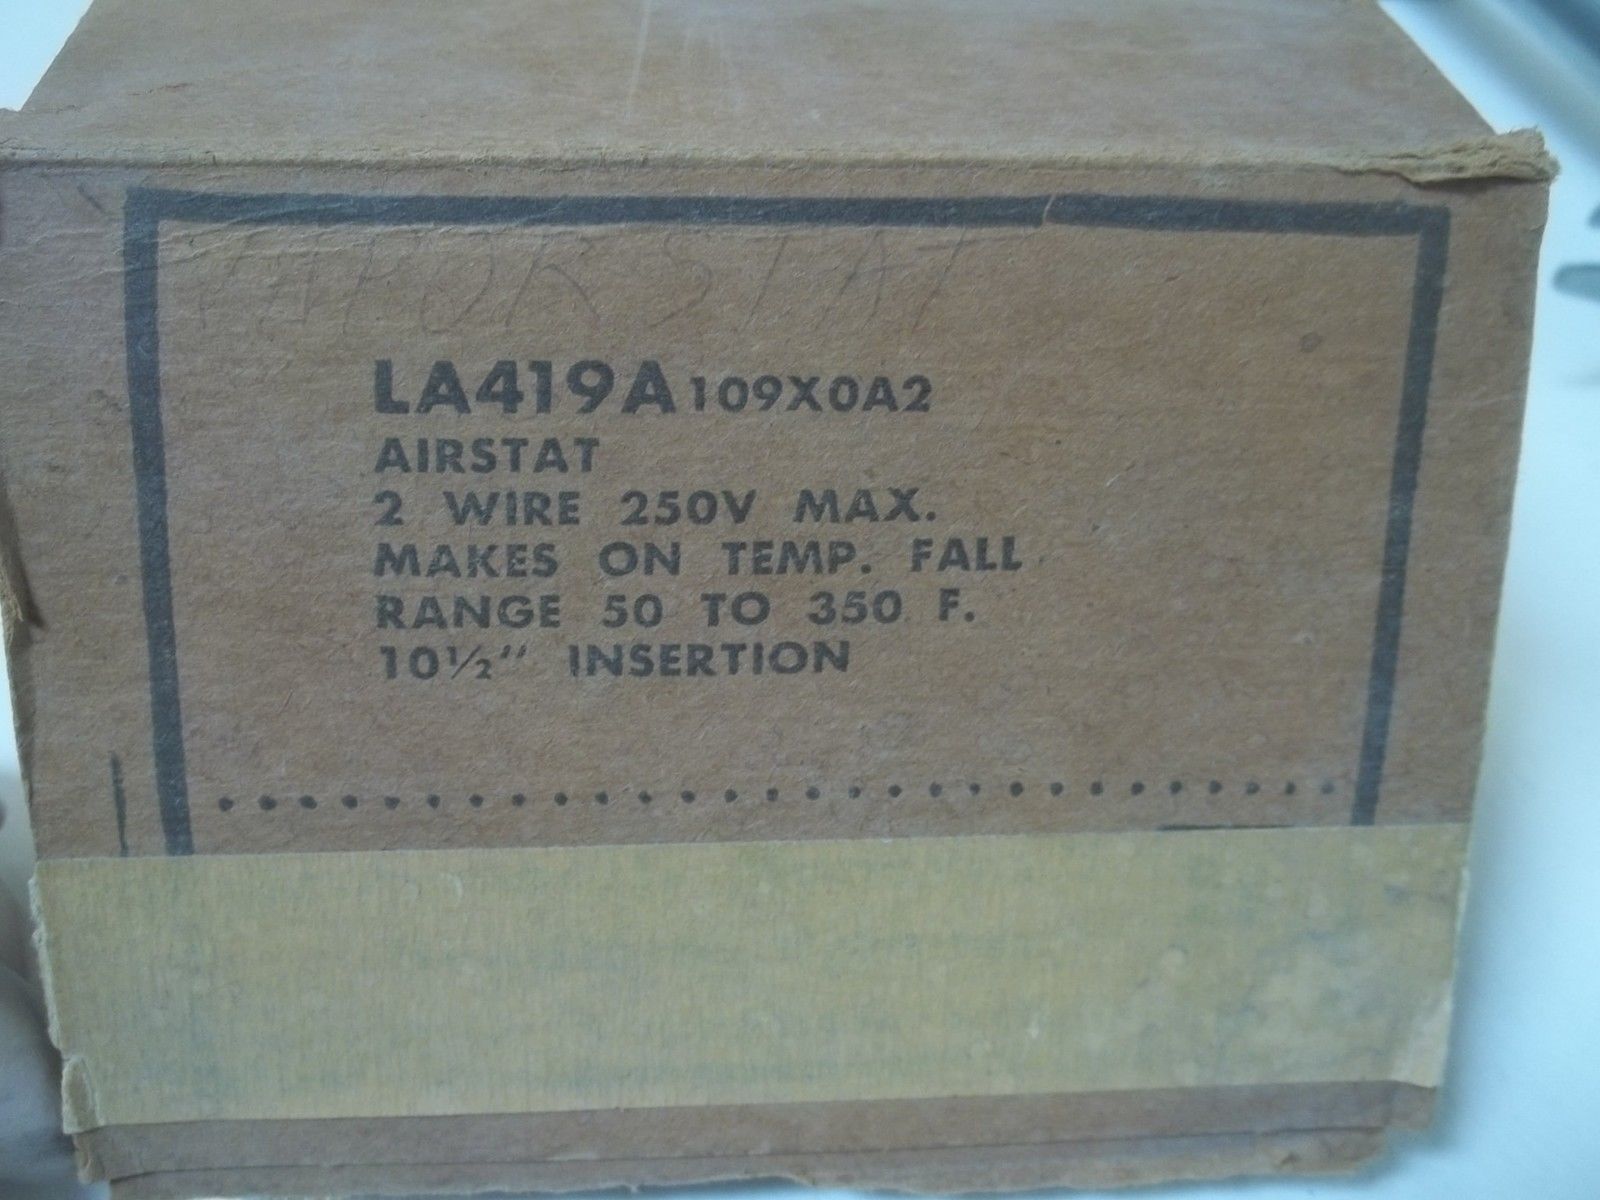 LA419A 109X0A2
AIRSTAT
2 WIRE 250V MAX.
MAKES ON TEMP. FALL
RANGE 50 TO 350 F.
10½" INSERTION